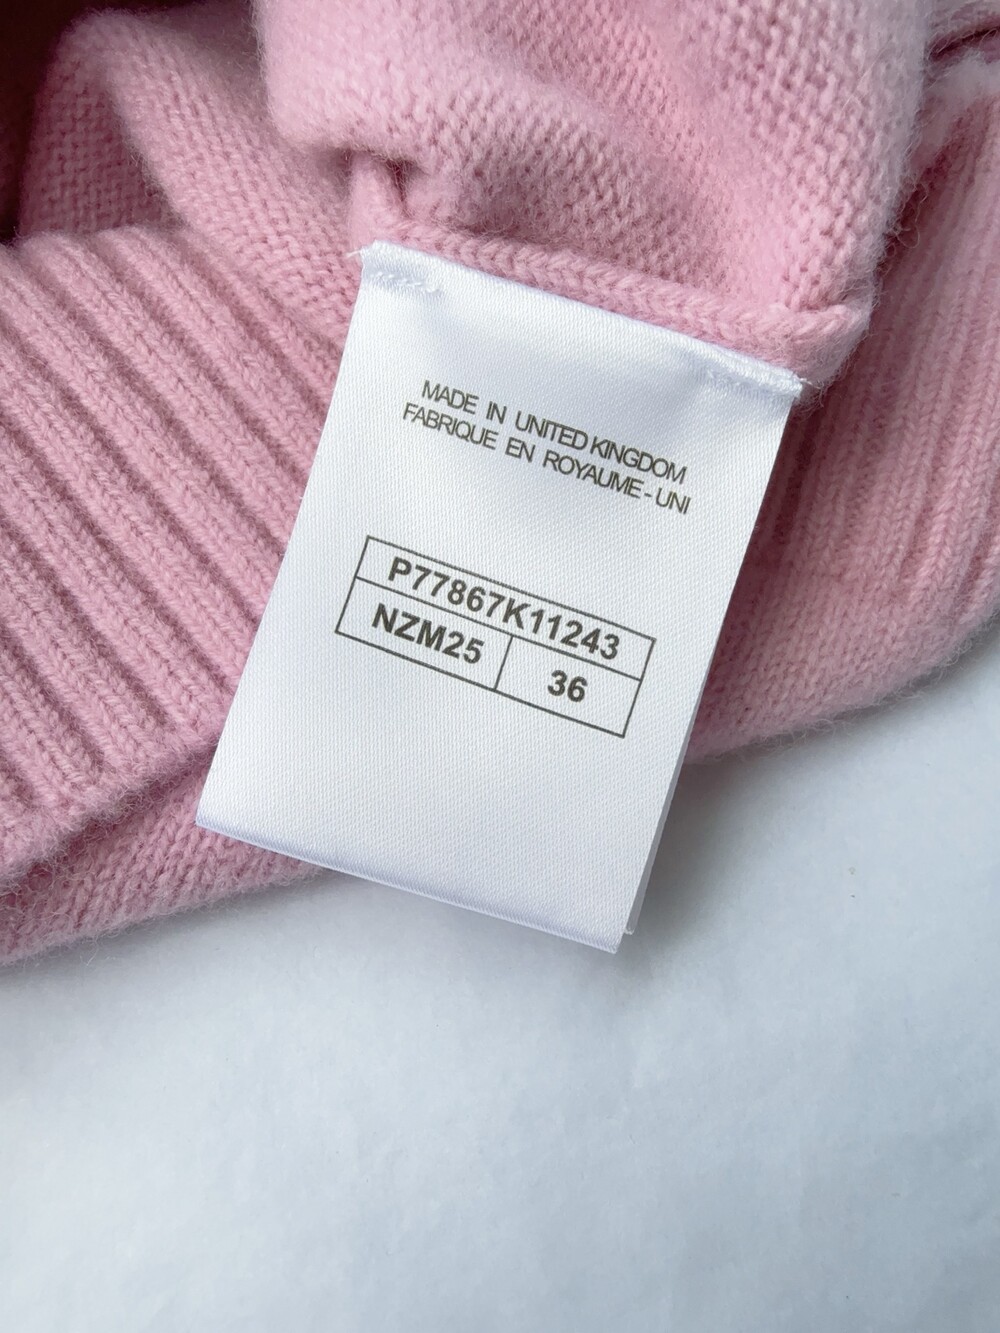 MADE IN UNITED KINGDOM
FABRIQUE EN ROYAUME-UNI
P77867K11243
NZM25 36